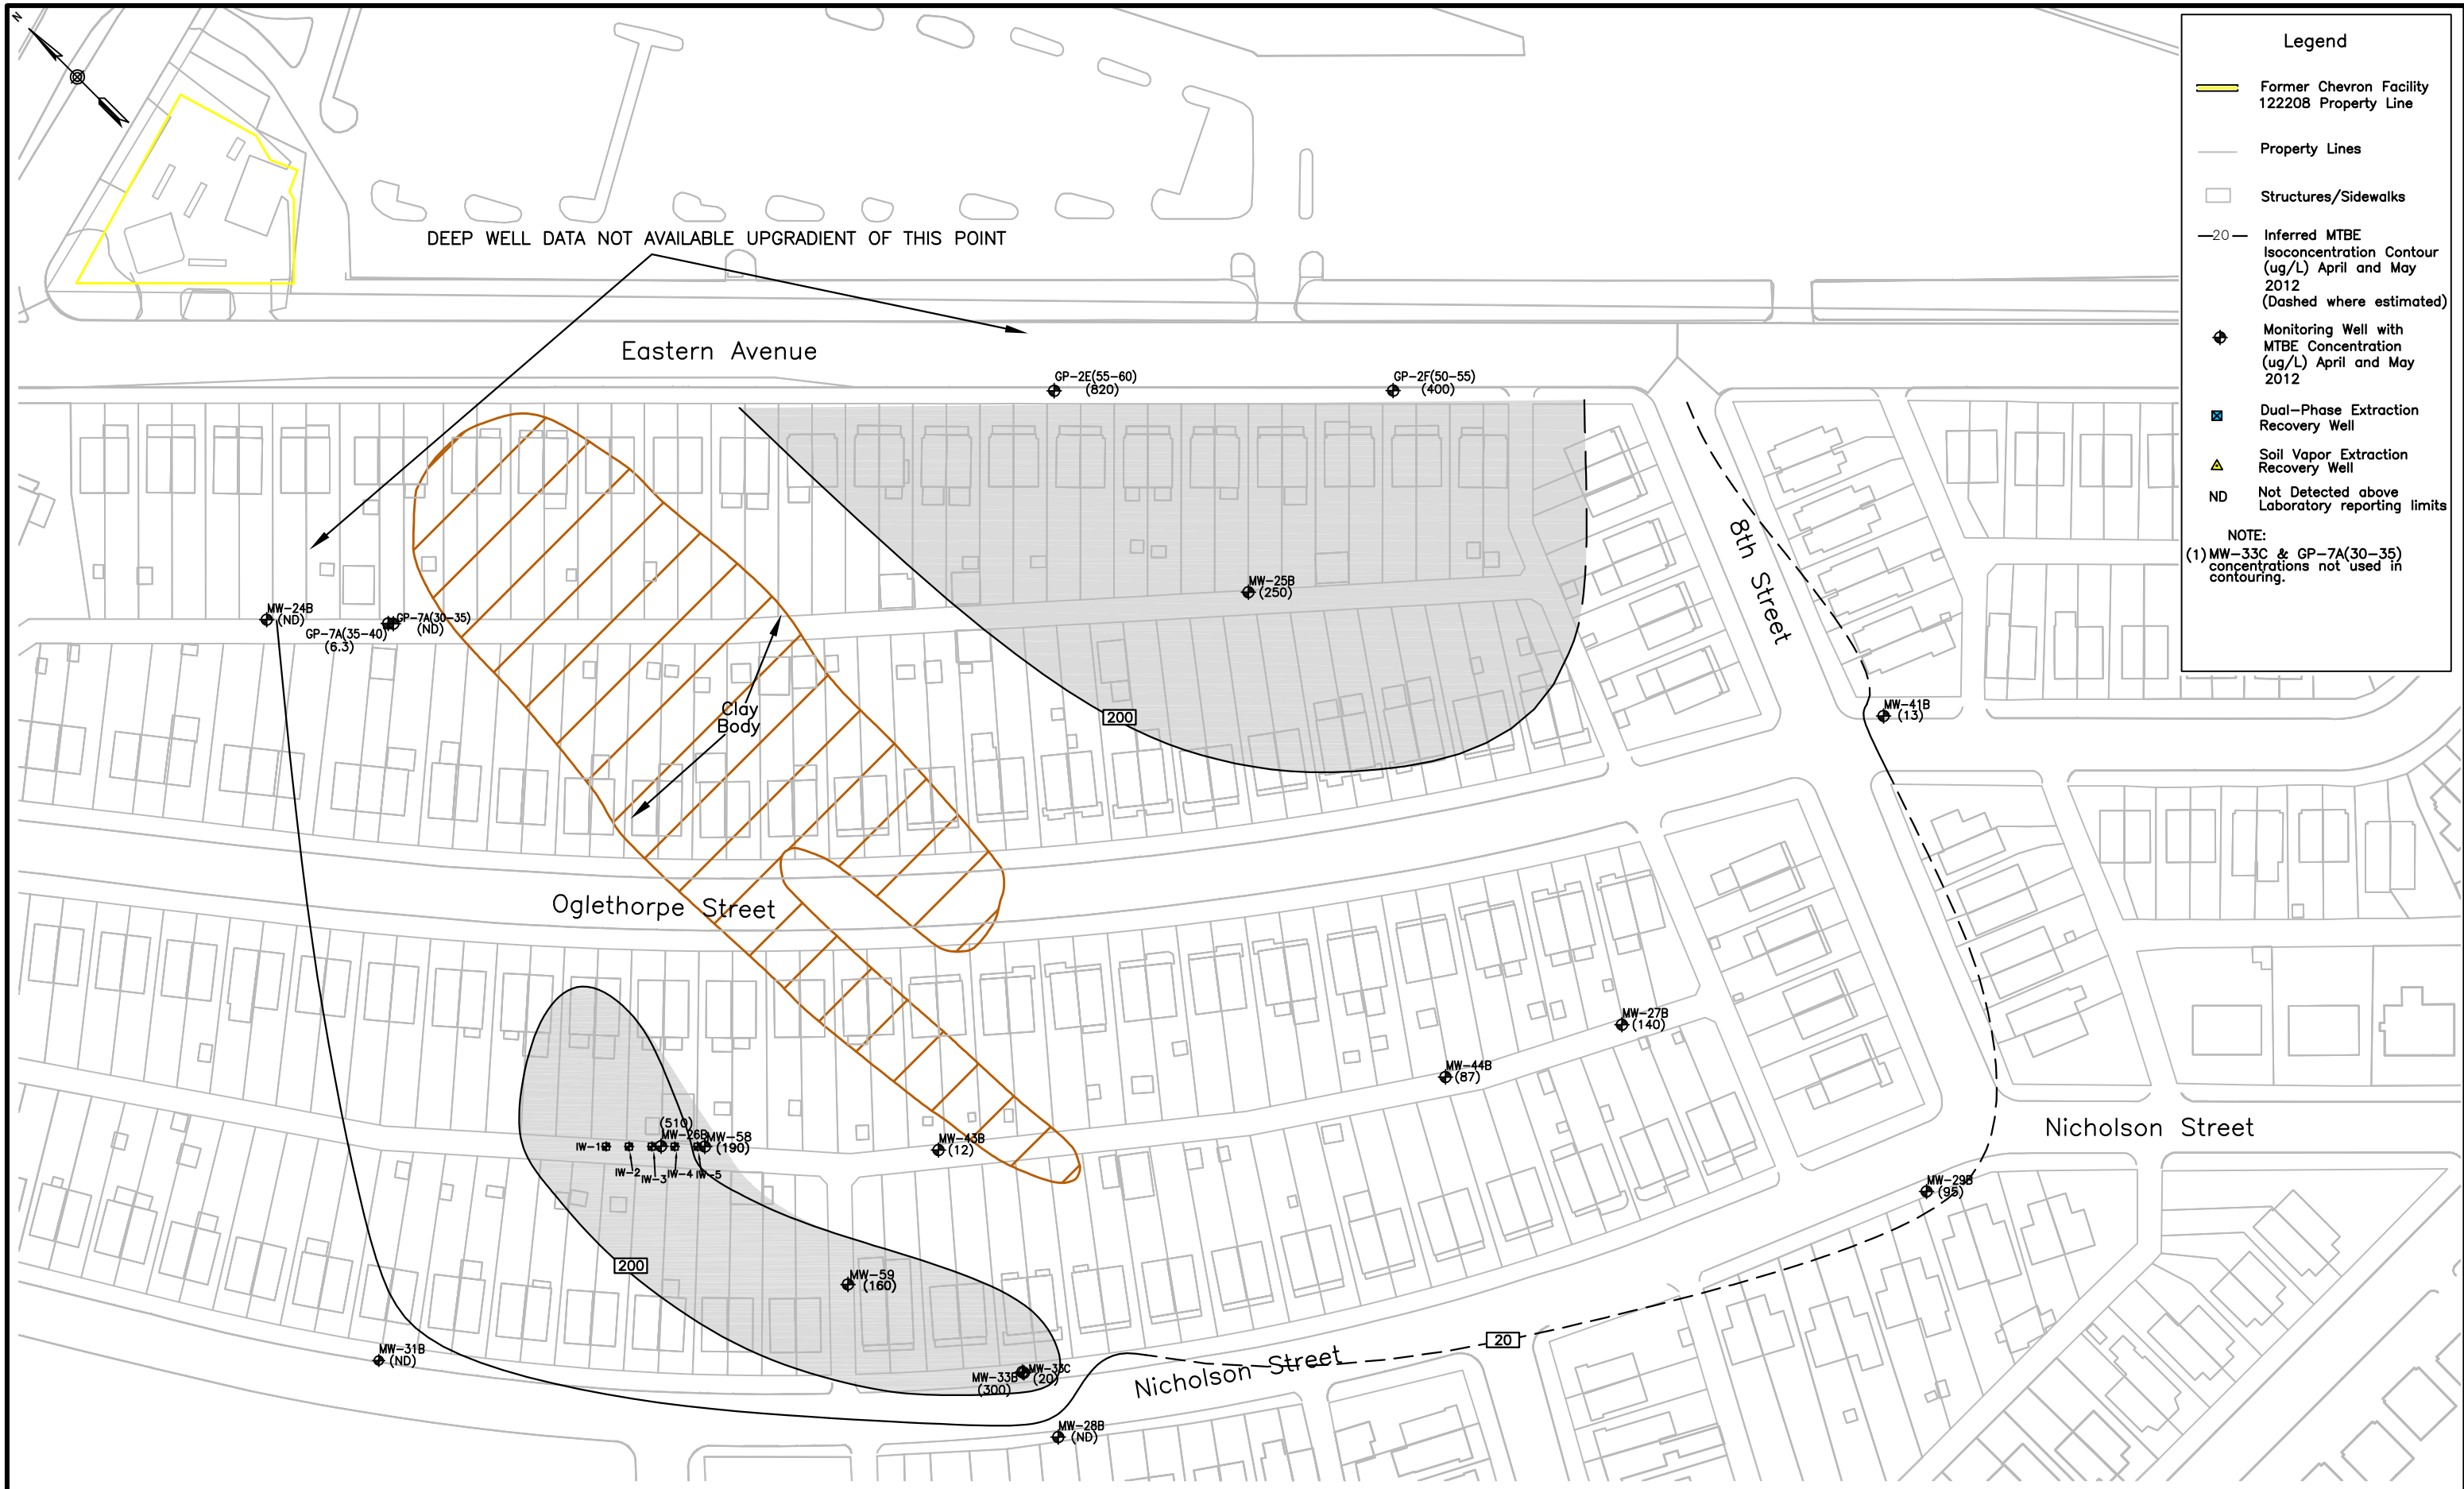 N
Legend
Former Chevron Facility
122208 Property Line
Property Lines
Structures/Sidewalks
20
Inferred MTBE
Isoconcentration Contour
(ug/L) April and May
2012
(Dashed where estimated)
Monitoring Well with
MTBE Concentration
(ug/L) April and May
2012
Dual-Phase Extraction
Recovery Well
Soil Vapor Extraction
Recovery Well
ND
Not Detected above
Laboratory reporting limits
NOTE:
(1) MW-33C & GP-7A(30-35)
concentrations not used in
contouring.
DEEP WELL DATA NOT AVAILABLE UPGRADIENT OF THIS POINT
Eastern Avenue
GP-2E(55-60)
(820)
GP-2F(50-55)
(400)
8th Street
MW-25B
(250)
MW-24B
(ND)
GP-7A(30-35)
(ND)
GP-7A(35-40)
(6.3)
Clay
Body
200
MW-41B
(13)
Oglethorpe Street
MW-27B
(140)
MW-44B
(87)
Nicholson Street
(510)
MW-26B
MW-58
(190)
IW-1
IW-2
IW-3
IW-4
IW-5
MW-43B
(12)
MW-29B
(95)
200
MW-59
(160)
20
MW-31B
(ND)
MW-33B
(300)
MW-33C
(20)
Nicholson Street
MW-28B
(ND)